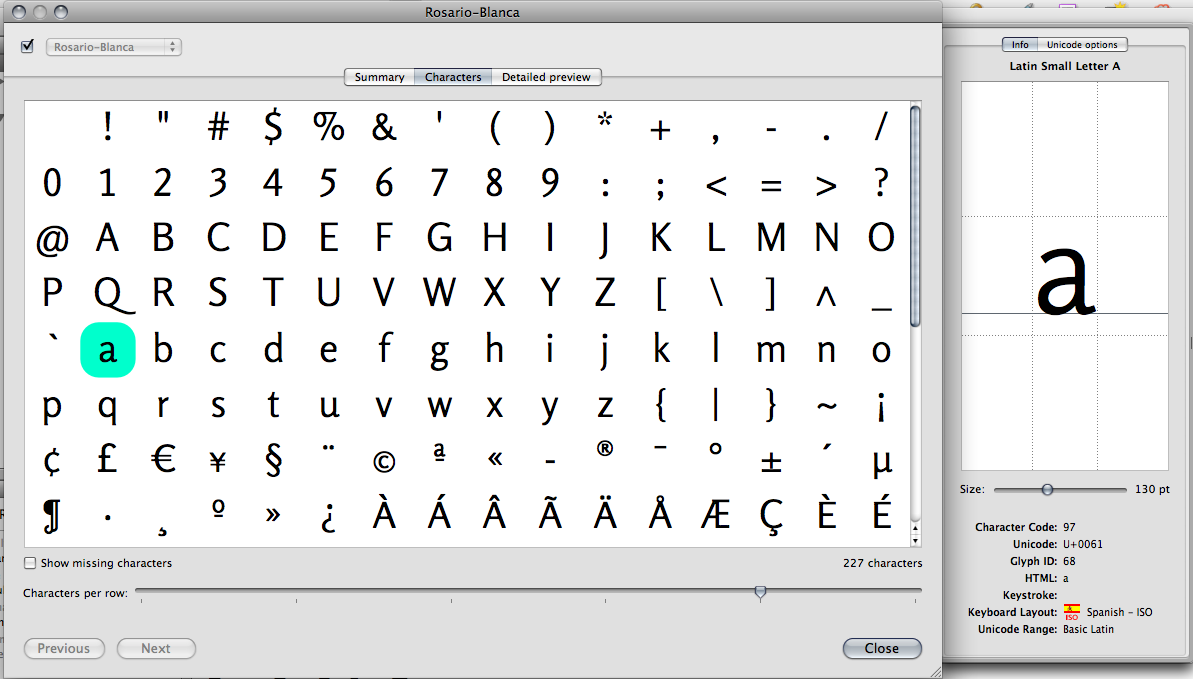 Rosario-Blanca
Rosario-Blanca
Summary Characters Detailed preview
! " # $ % & ' ( ) * + , - . /
0 1 2 3 4 5 6 7 8 9 : ; < = > ?
@ A B C D E F G H I J K L M N O
P Q R S T U V W X Y Z [ \ ] ^ _
` a b c d e f g h i j k l m n o
p q r s t u v w x y z { | } ~ ¡
¢ £ € ¥ § ¨ © ª « - ® ¯ ° ± ´ µ
¶ · ¸ º » ¿ À Á Â Ã Ä Å Æ Ç È É
Show missing characters
227 characters
Characters per row:
Previous Next Close
Info Unicode options
Latin Small Letter A
a
Size: 130 pt
Character Code: 97
Unicode: U+0061
Glyph ID: 68
HTML: a
Keystroke:
Keyboard Layout: ISO Spanish - ISO
Unicode Range: Basic Latin